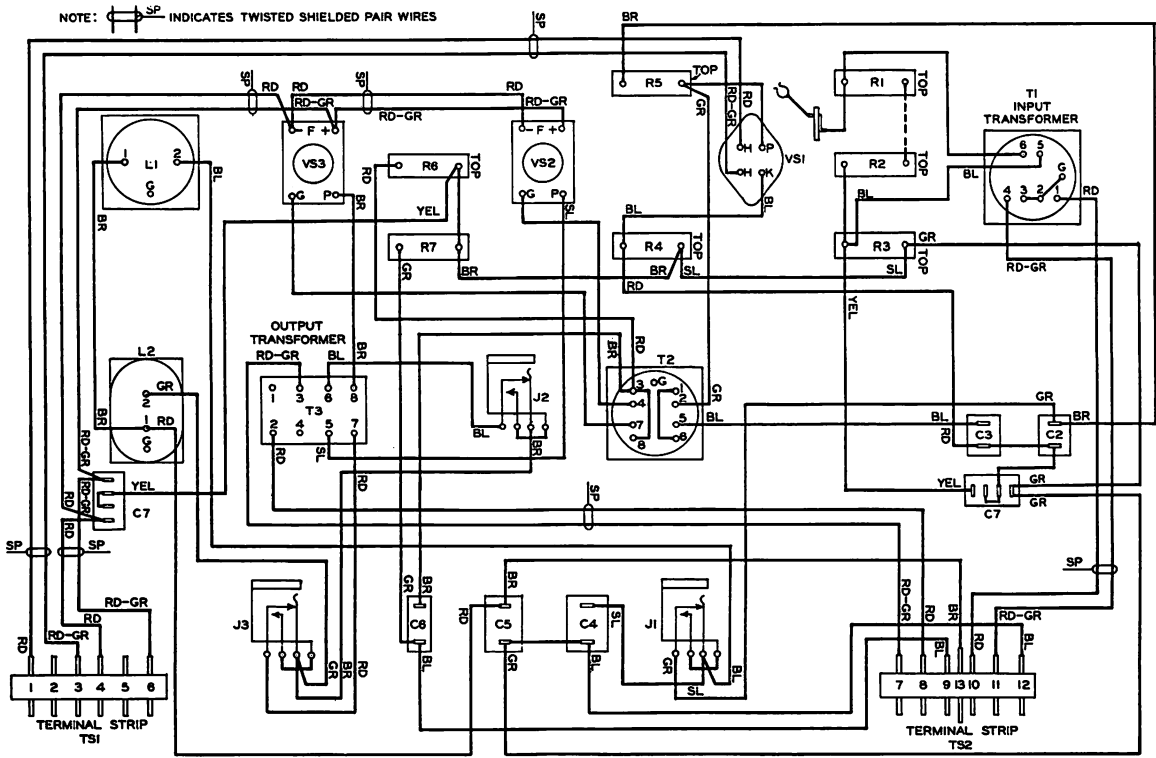 NOTE: SP INDICATES TWISTED SHIELDED PAIR WIRES
SP
BR
SP
RD
RD
RD-GR
SP
RD-GR
RD
RD-GR
R5
TOP
GR
RD-GR
RD
R1
TOP
T1
INPUT
TRANSFORMER
1 L1 2
G
BL
- F +
VS3
G P
BR
RD
R6
TOP
YEL
- F +
VS2
G P
SL
H P
H K
VS1
BL
R2
TOP
BL
BL
6 5
G
4 3 2 1
RD
RD-GR
BR
R7
GR
BR
BL
R4
TOP
BR
SL
RD
R3
GR
TOP
SL
YEL
OUTPUT
TRANSFORMER
RD-GR
BL
BR
1 3 6 8
T3
2 4 5 7
RD
SL
RD
L2
2
GR
1
RD
G
BR
J2
BL
BR
BR
RD
T2
3 G 1
4 2
7 5
8 6
GR
BL
GR
BL
C3
RD
C2
BR
RD-GR
RD-GR
YEL
C7
RD
RD
YEL
C7
GR
GR
SP
SP
SP
SP
RD
RD-GR
RD
RD-GR
J3
GR
BR
RD
GR
BR
C6
BL
RD
BR
C5
GR
C4
SL
BL
J1
GR
SL
BL
RD-GR
RD
BR
BL
RD
RD-GR
BL
1 2 3 4 5 6
TERMINAL STRIP
TS1
7 8 9 13 10 11 12
TERMINAL STRIP
TS2